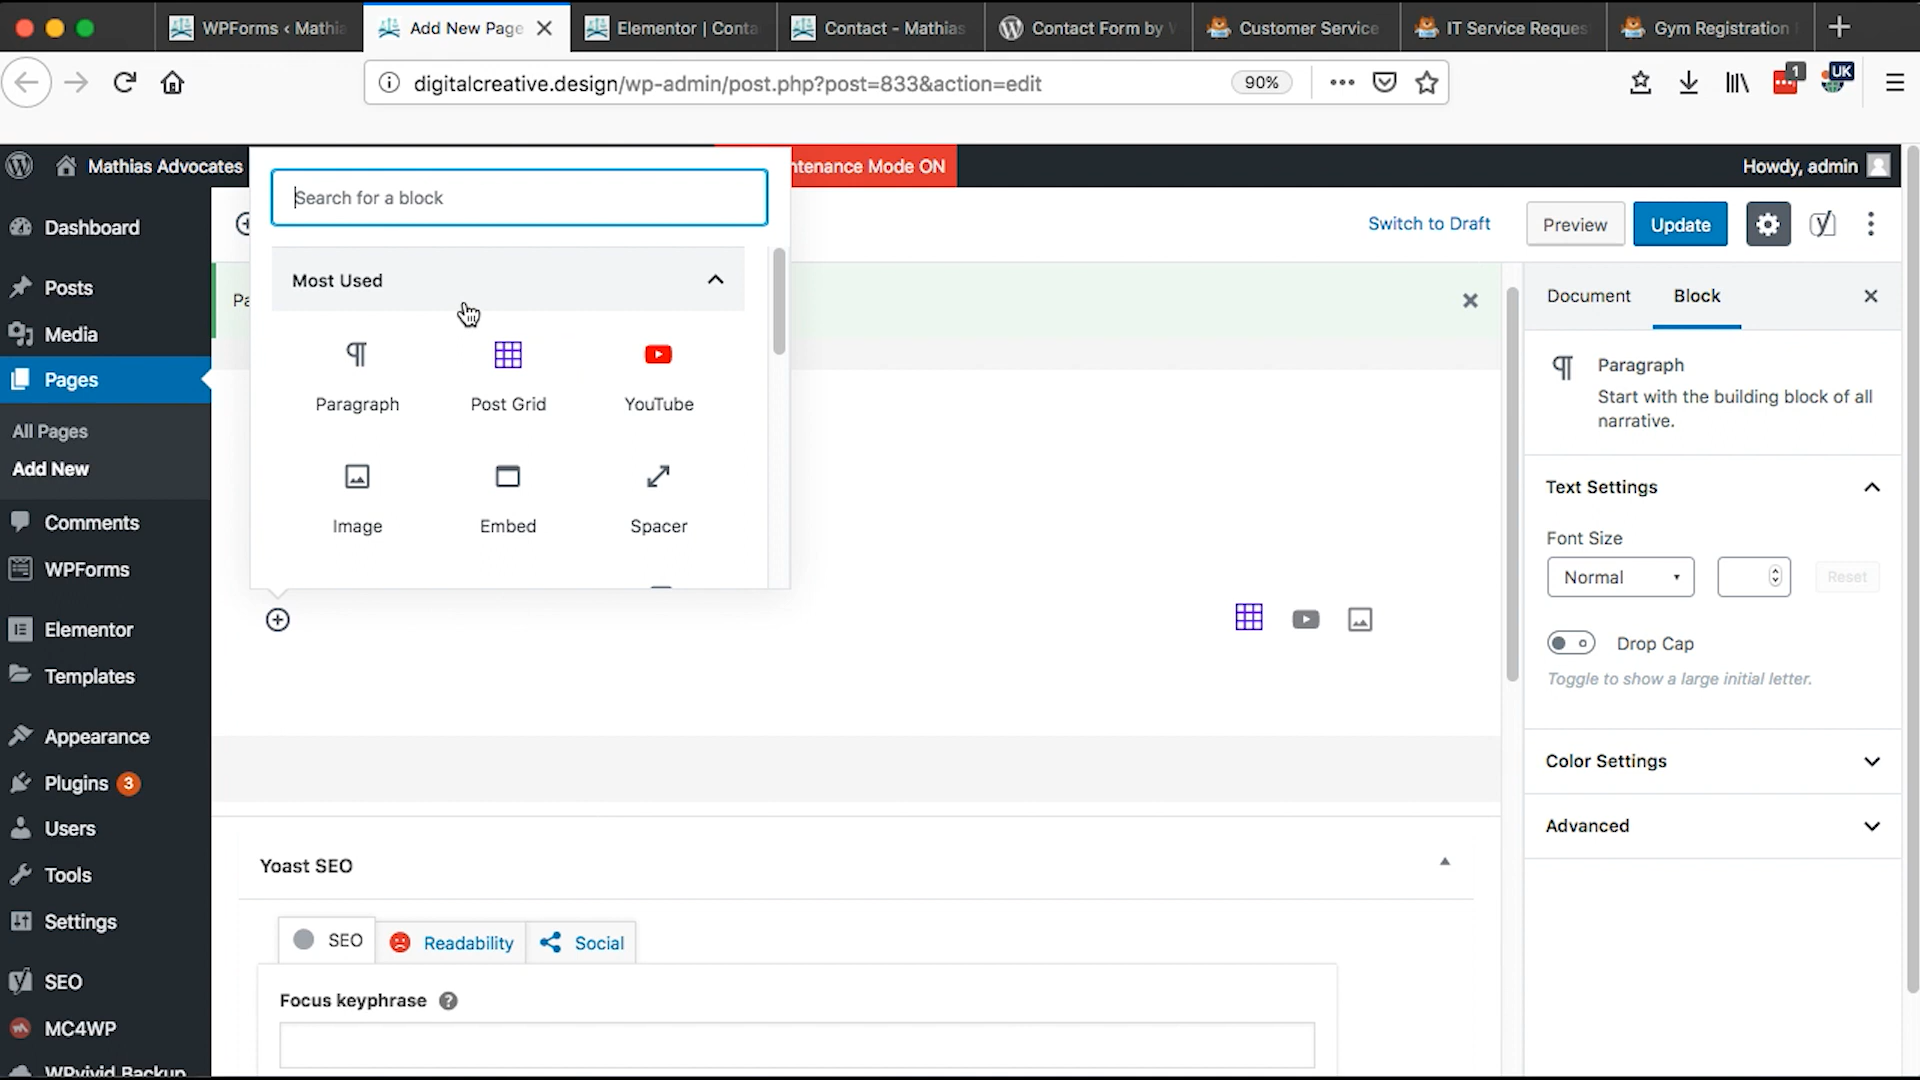 WPForms ‹ Mathia
Add New Page
Elementor | Conta
Contact - Mathias
Contact Form by
Customer Service
IT Service Reques
Gym Registration
digitalcreative.design/wp-admin/post.php?post=833&action=edit
90%
1
UK
Mathias Advocates
ntenance Mode ON
Howdy, admin
Search for a block
Switch to Draft
Preview
Update
Dashboard
Posts
Media
Pages
All Pages
Add New
Comments
WPForms
Elementor
Templates
Appearance
Plugins 3
Users
Tools
Settings
SEO
MC4WP
WPvivid Backup
Most Used
Pa
Paragraph
Post Grid
YouTube
Image
Embed
Spacer
Document
Block
Paragraph
Start with the building block of all
narrative.
Text Settings
Font Size
Normal
Reset
Drop Cap
Toggle to show a large initial letter.
Color Settings
Advanced
Yoast SEO
SEO
Readability
Social
Focus keyphrase